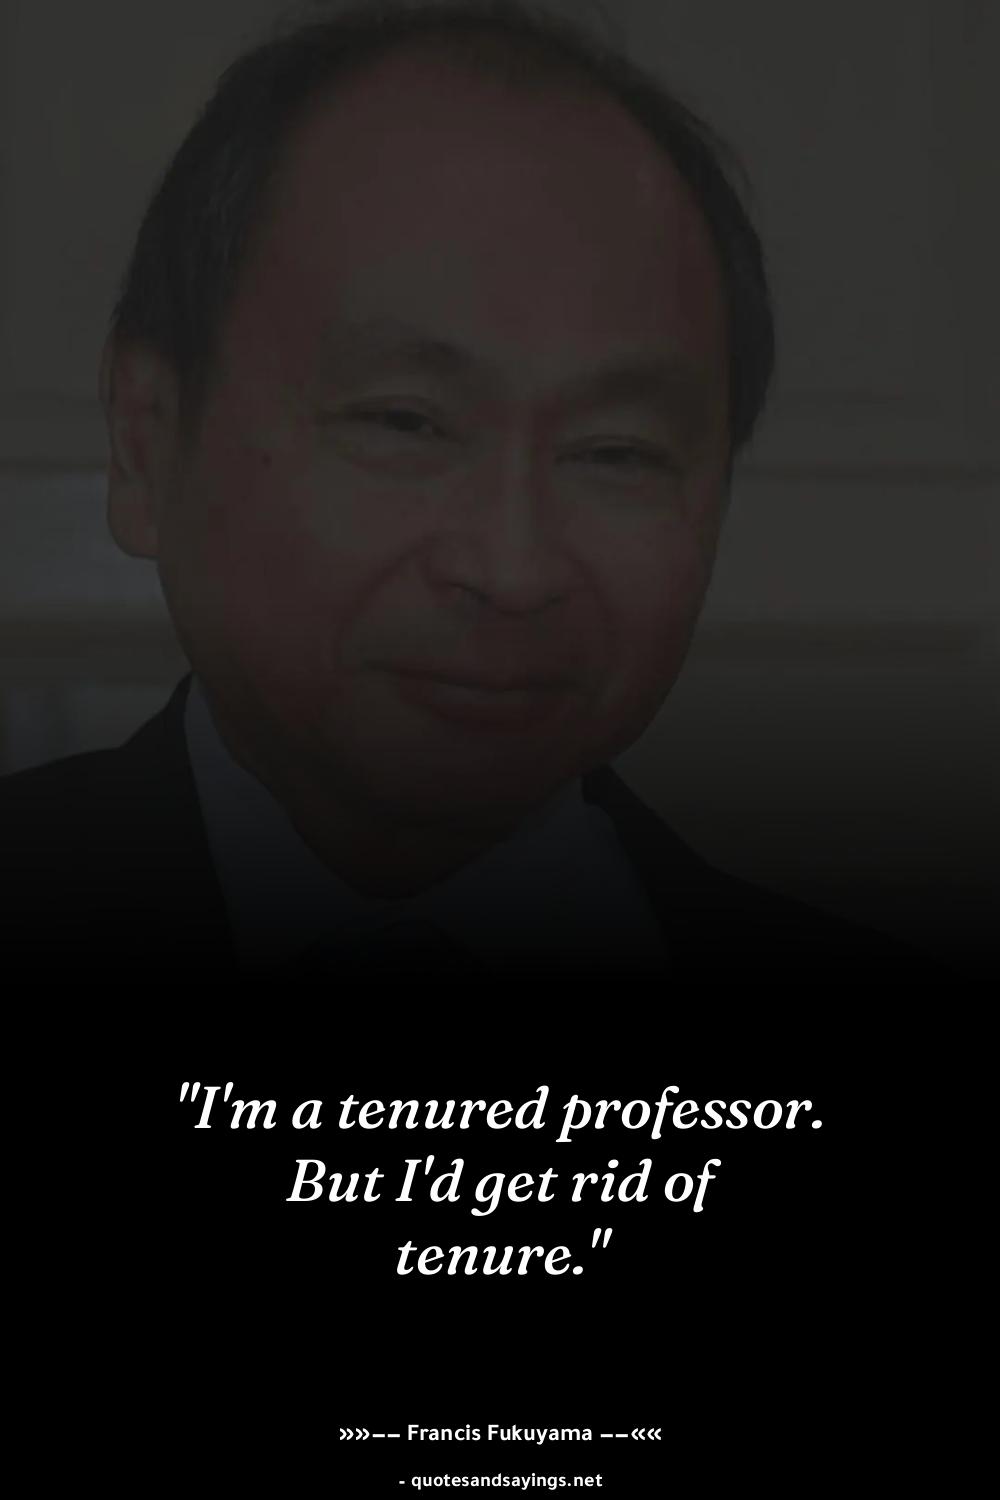 "I'm a tenured professor.
But I'd get rid of
tenure."
»»−− Francis Fukuyama −−««
- quotesandsayings.net